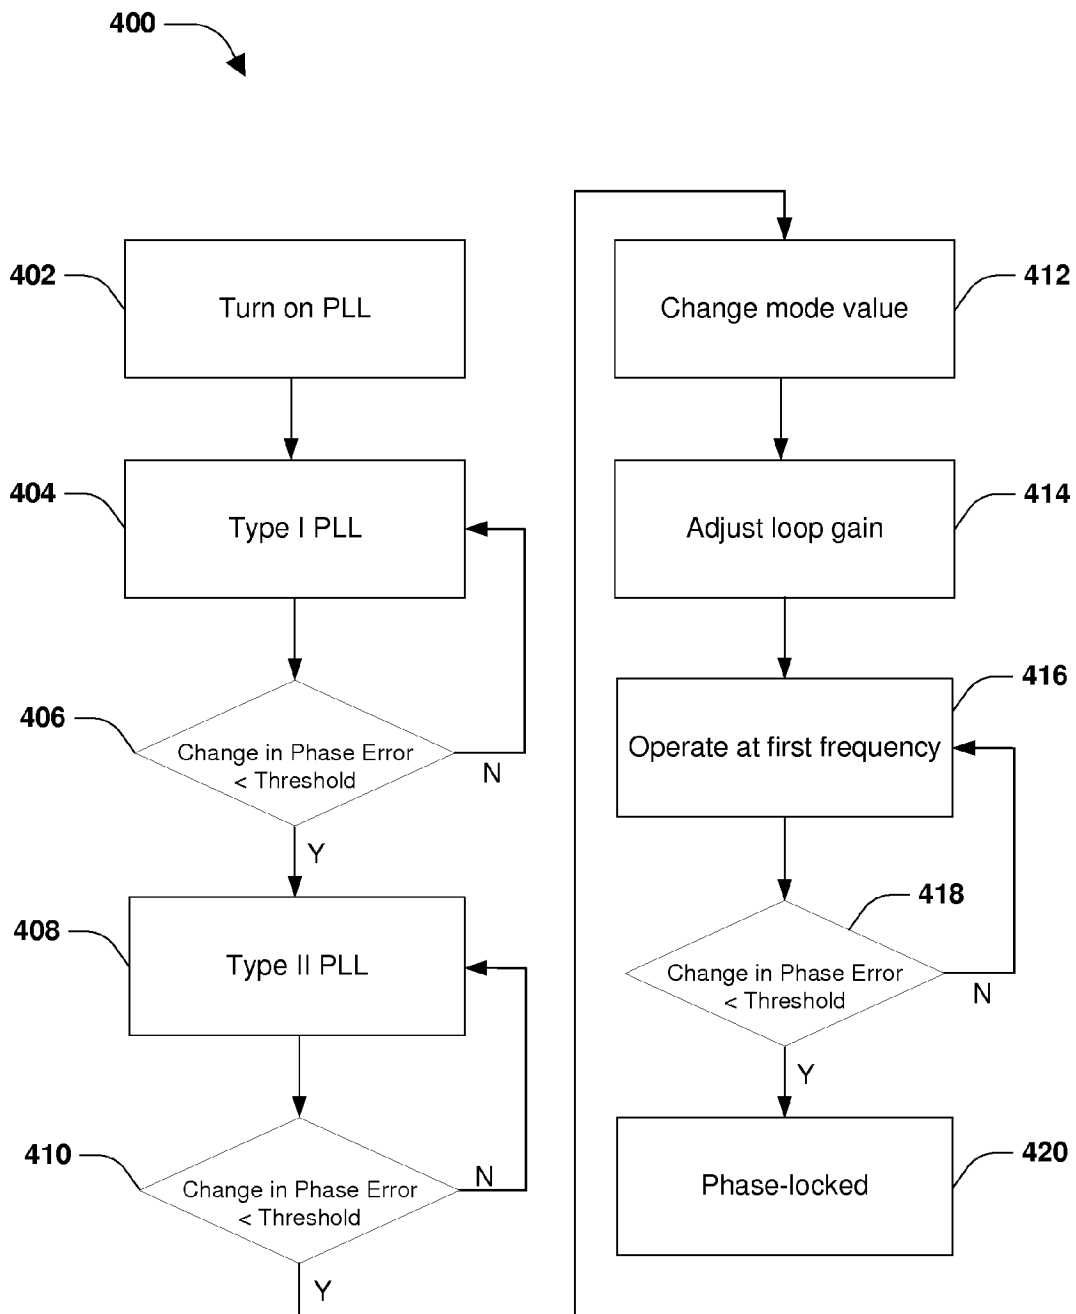 400
402
Turn on PLL
404
Type I PLL
406
Change in Phase Error
< Threshold
N
Y
408
Type II PLL
410
Change in Phase Error
< Threshold
N
Y
412
Change mode value
414
Adjust loop gain
416
Operate at first frequency
418
Change in Phase Error
< Threshold
N
Y
420
Phase-locked